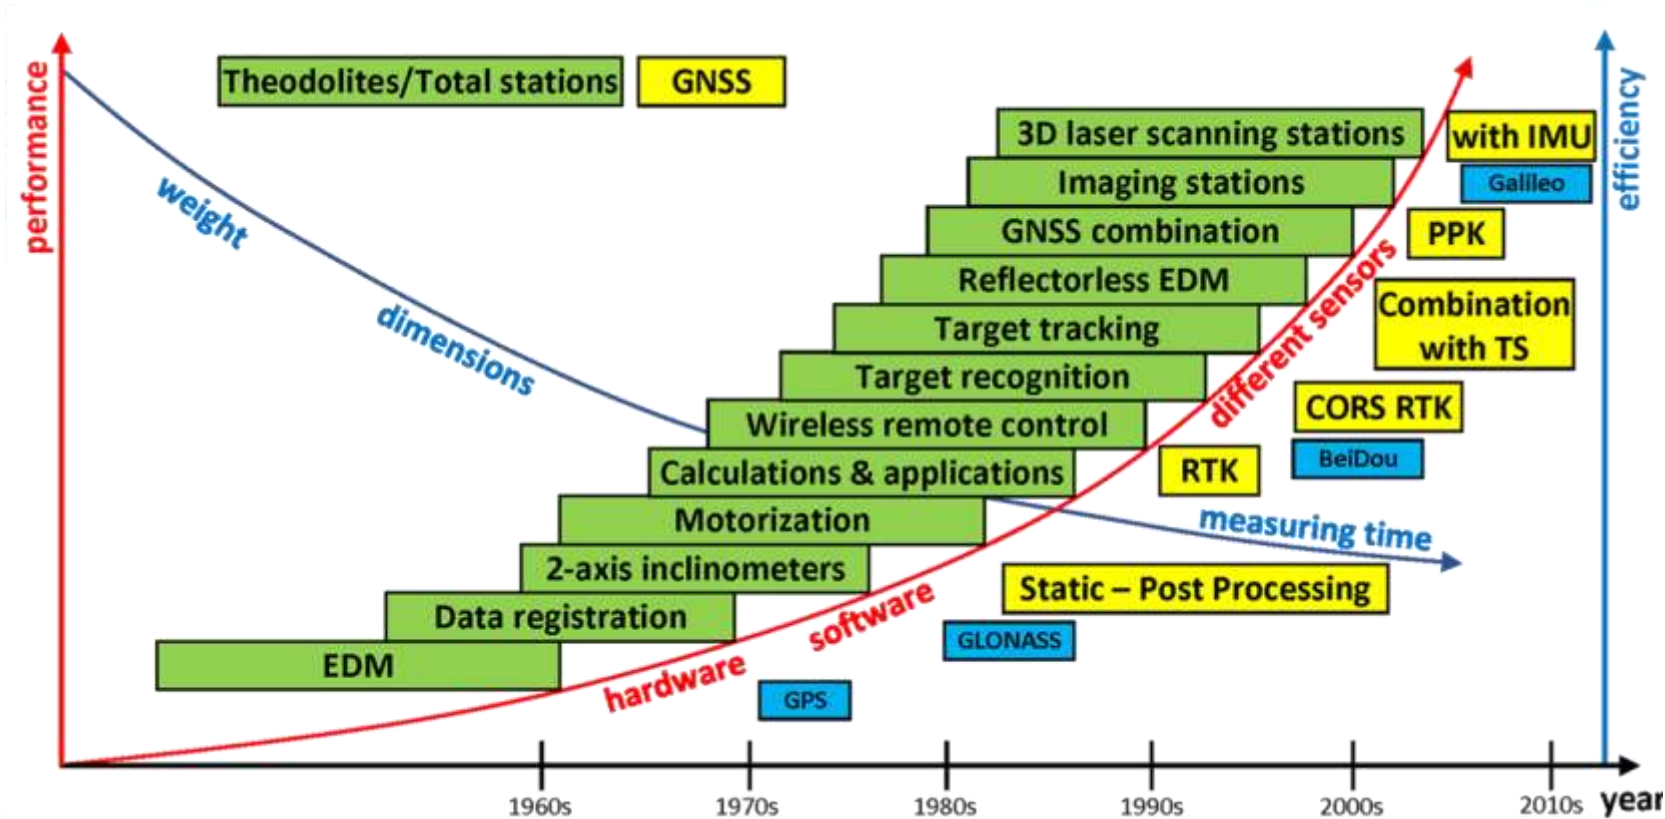 performance
efficiency
Theodolites/Total stations
GNSS
weight
dimensions
3D laser scanning stations
with IMU
Imaging stations
Galileo
GNSS combination
PPK
Reflectorless EDM
Combination
with TS
Target tracking
different sensors
Target recognition
CORS RTK
Wireless remote control
BeiDou
Calculations & applications
RTK
Motorization
measuring time
2-axis inclinometers
Static – Post Processing
Data registration
software
GLONASS
EDM
hardware
GPS
1960s
1970s
1980s
1990s
2000s
2010s
year